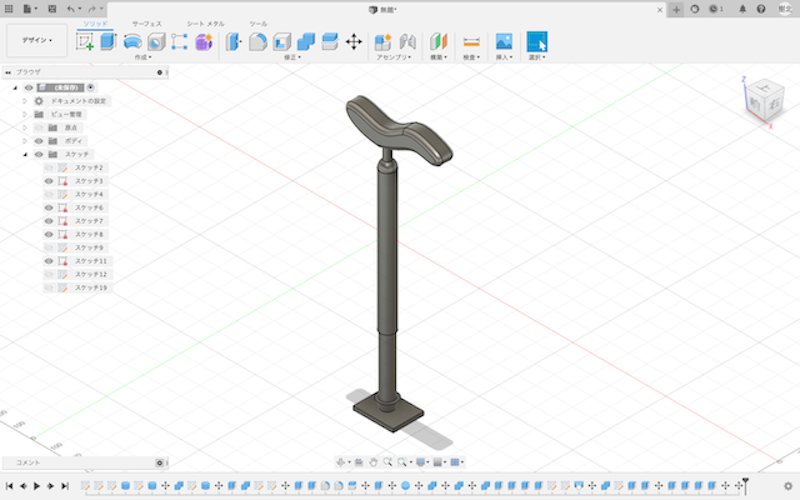 無題*
1
樹北
ソリッド
サーフェス
シート メタル
ツール
デザイン
作成
修正
アセンブリ
構築
検査
挿入
選択
ブラウザ
(未保存)
ドキュメントの設定
ビュー管理
原点
ボディ
スケッチ
スケッチ2
スケッチ3
スケッチ4
スケッチ6
スケッチ7
スケッチ8
スケッチ9
スケッチ11
スケッチ12
スケッチ19
Z
上
前
右
X
コメント